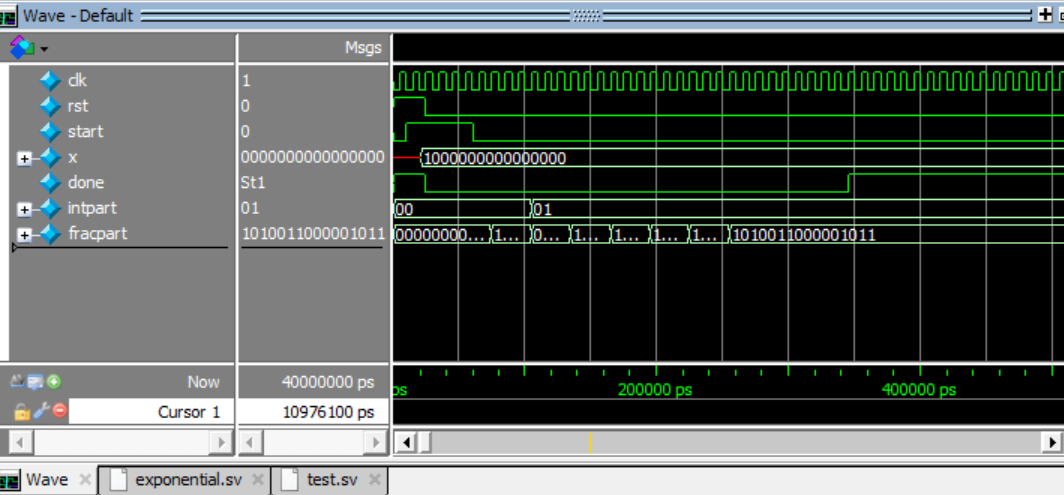 Wave - Default
Msgs
clk 1
rst 0
start 0
x 0000000000000000 1000000000000000
done St1
intpart 01 00 01
fracpart 1010011000001011 00000000... 1... 0... 1... 1... 1... 1... 1010011000001011
Now 40000000 ps ps 200000 ps 400000 ps
Cursor 1 10976100 ps
Wave exponential.sv test.sv